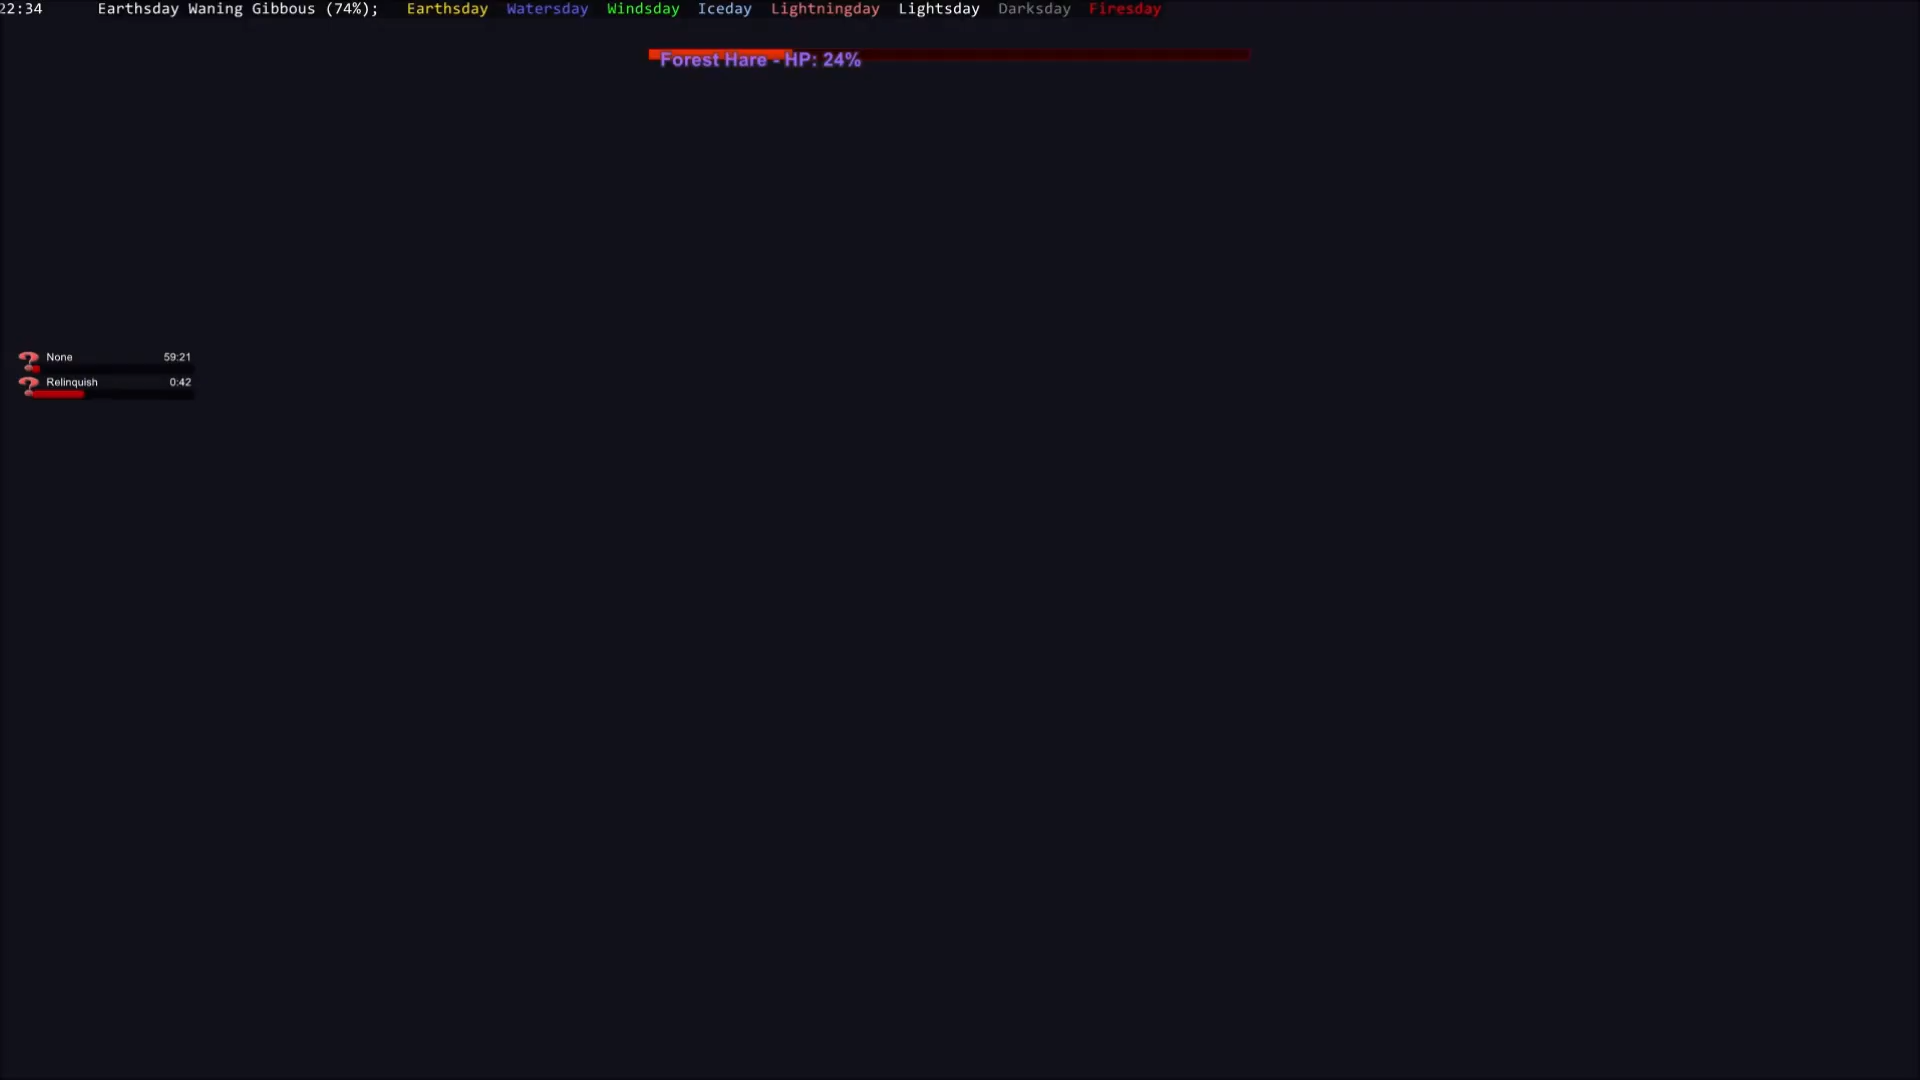 22:34 Earthsday Waning Gibbous (74%); Earthsday Watersday Windsday Iceday Lightningday Lightsday Darksday Firesday
Forest Hare - HP: 24%
None 59:21
Relinquish 0:42